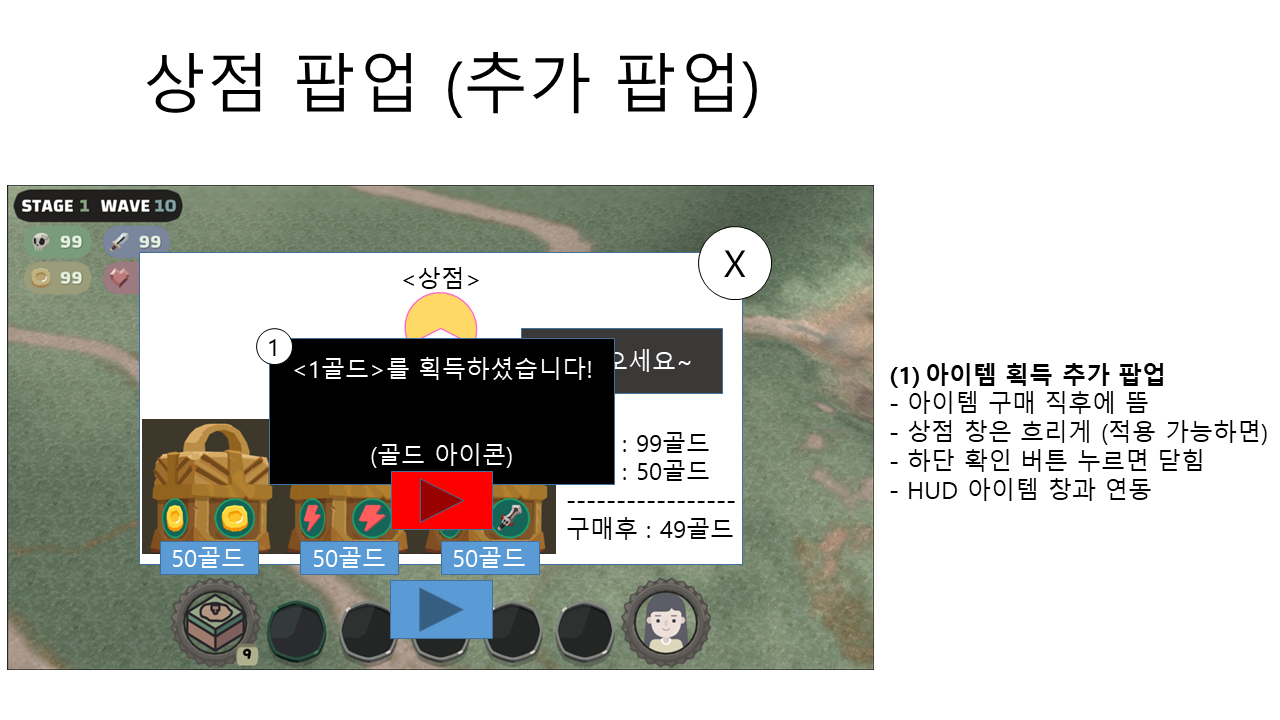 상점 팝업 (추가 팝업)
STAGE 1 WAVE 10
99
99
99
X
<상점>
1
<1골드>를 획득하셨습니다!
오세요~
(골드 아이콘)
: 99골드
: 50골드
-----------------
구매후 : 49골드
50골드
50골드
50골드
9
(1) 아이템 획득 추가 팝업
- 아이템 구매 직후에 뜸
- 상점 창은 흐리게 (적용 가능하면)
- 하단 확인 버튼 누르면 닫힘
- HUD 아이템 창과 연동